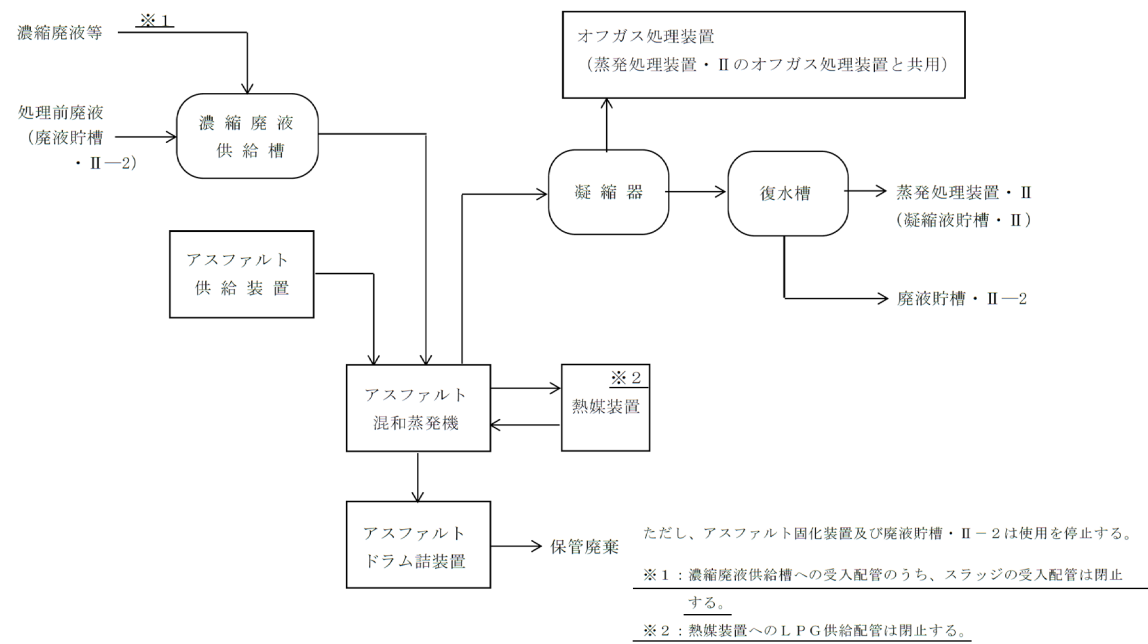 濃縮廃液等
※1
処理前廃液
(廃液貯槽
・Ⅱ―2)
濃縮廃液
供給槽
オフガス処理装置
(蒸発処理装置・Ⅱのオフガス処理装置と共用)
凝縮器
復水槽
蒸発処理装置・Ⅱ
(凝縮液貯槽・Ⅱ)
廃液貯槽・Ⅱ―2
アスファルト
供給装置
アスファルト
混和蒸発機
※2
熱媒装置
アスファルト
ドラム詰装置
保管廃棄
ただし、アスファルト固化装置及び廃液貯槽・Ⅱ-2は使用を停止する。
※1:濃縮廃液供給槽への受入配管のうち、スラッジの受入配管は閉止
する。
※2:熱媒装置へのLPG供給配管は閉止する。